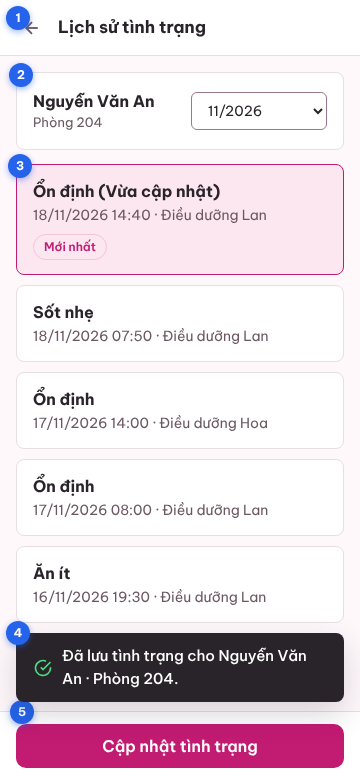 1
Lịch sử tình trạng
2
Nguyễn Văn An
Phòng 204
11/2026
3
Ổn định (Vừa cập nhật)
18/11/2026 14:40 · Điều dưỡng Lan
Mới nhất
Sốt nhẹ
18/11/2026 07:50 · Điều dưỡng Lan
Ổn định
17/11/2026 14:00 · Điều dưỡng Hoa
Ổn định
17/11/2026 08:00 · Điều dưỡng Lan
Ăn ít
16/11/2026 19:30 · Điều dưỡng Lan
4
Đã lưu tình trạng cho Nguyễn Văn
An · Phòng 204.
5
Cập nhật tình trạng